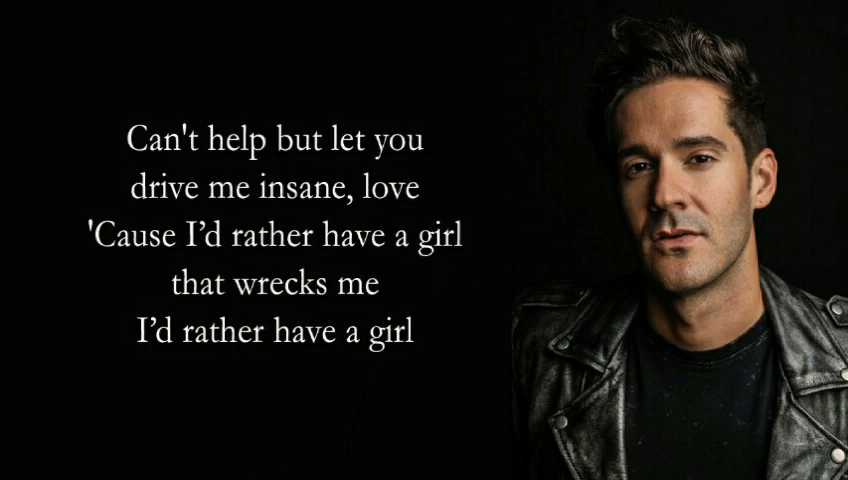 Can't help but let you
drive me insane, love
'Cause I’d rather have a girl
that wrecks me
I’d rather have a girl